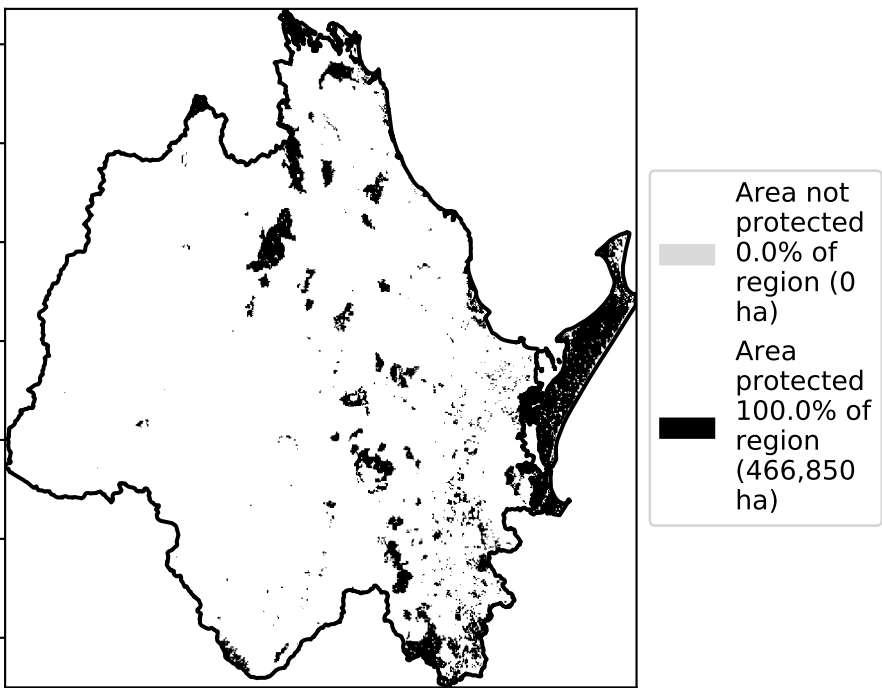 Area not
protected
0.0% of
region (0
ha)
Area
protected
100.0% of
region
(466,850
ha)